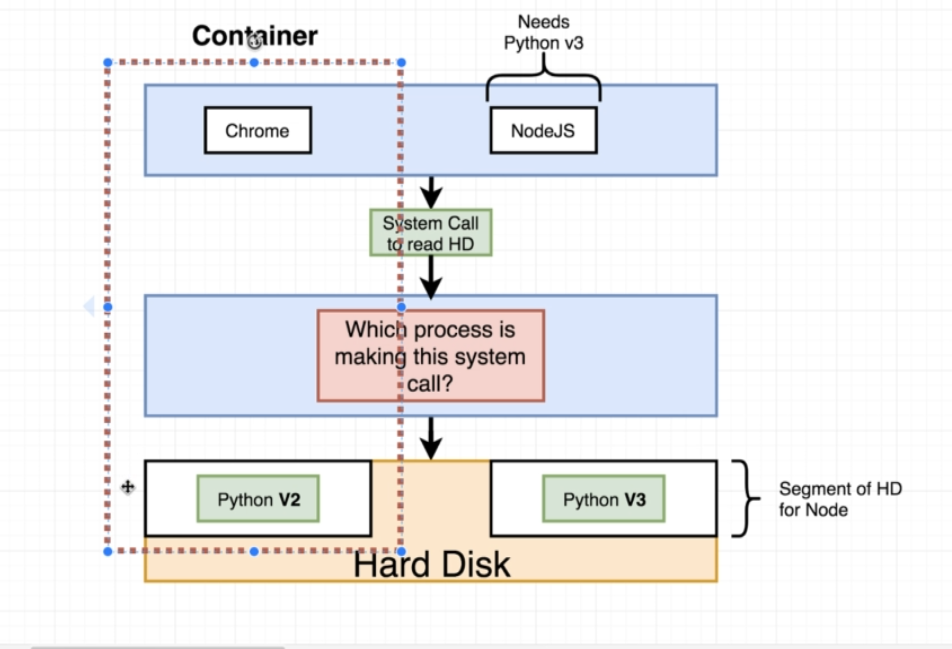 Container
Needs
Python v3
Chrome
NodeJS
System Call
to read HD
Which process is
making this system
call?
Python V2
Python V3
Segment of HD
for Node
Hard Disk